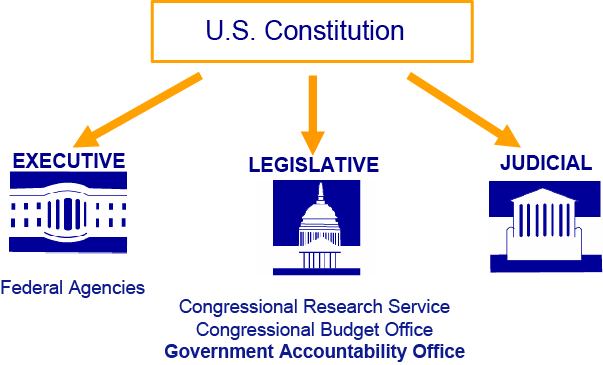 U.S. Constitution
EXECUTIVE
LEGISLATIVE
JUDICIAL
Federal Agencies
Congressional Research Service
Congressional Budget Office
Government Accountability Office